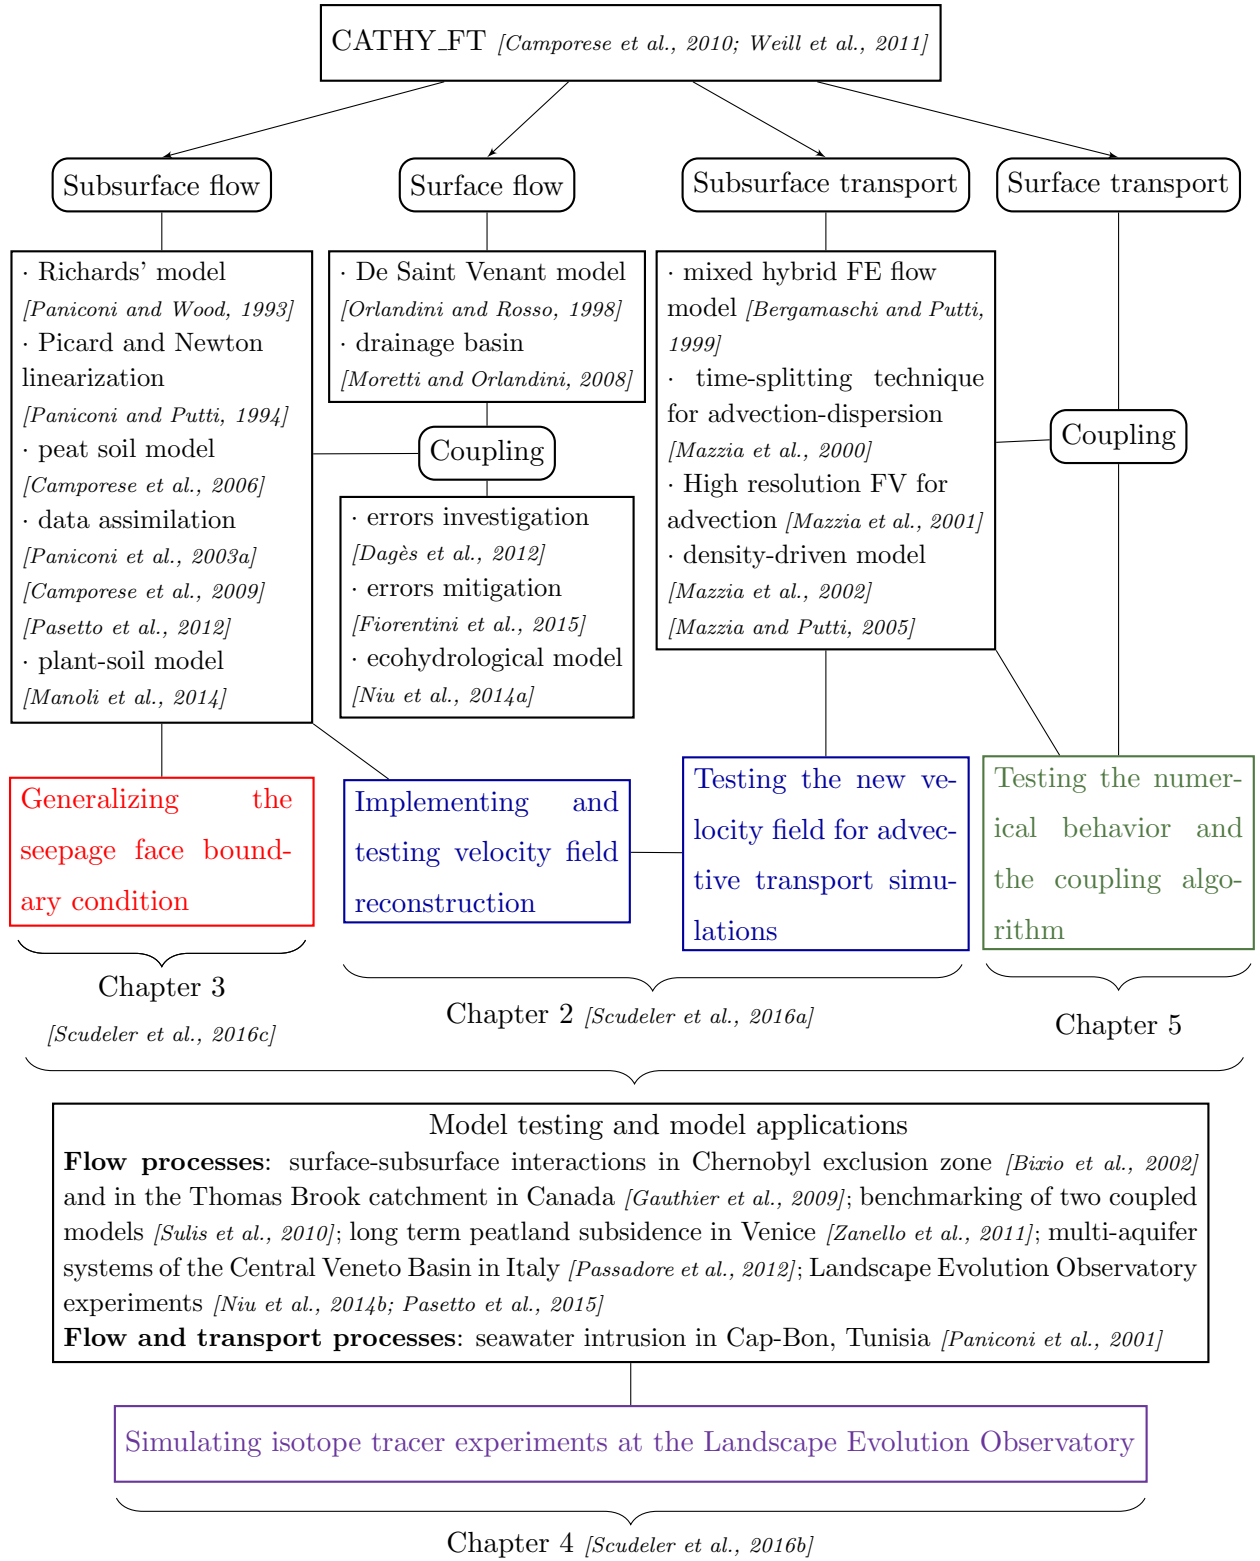 CATHY_FT [Camporese et al., 2010; Weill et al., 2011]
Subsurface flow
Surface flow
Subsurface transport
Surface transport
· Richards' model
[Paniconi and Wood, 1993]
· Picard and Newton
linearization
[Paniconi and Putti, 1994]
· peat soil model
[Camporese et al., 2006]
· data assimilation
[Paniconi et al., 2003a]
[Camporese et al., 2009]
[Pasetto et al., 2012]
· plant-soil model
[Manoli et al., 2014]
· De Saint Venant model
[Orlandini and Rosso, 1998]
· drainage basin
[Moretti and Orlandini, 2008]
Coupling
· errors investigation
[Dagès et al., 2012]
· errors mitigation
[Fiorentini et al., 2015]
· ecohydrological model
[Niu et al., 2014a]
· mixed hybrid FE flow
model [Bergamaschi and Putti,
1999]
· time-splitting technique
for advection-dispersion
[Mazzia et al., 2000]
· High resolution FV for
advection [Mazzia et al., 2001]
· density-driven model
[Mazzia et al., 2002]
[Mazzia and Putti, 2005]
Coupling
Generalizing the
seepage face bound-
ary condition
Implementing and
testing velocity field
reconstruction
Testing the new ve-
locity field for advec-
tive transport simu-
lations
Testing the numer-
ical behavior and
the coupling algo-
rithm
Chapter 3
[Scudeler et al., 2016c]
Chapter 2 [Scudeler et al., 2016a]
Chapter 5
Model testing and model applications
Flow processes: surface-subsurface interactions in Chernobyl exclusion zone [Bixio et al., 2002]
and in the Thomas Brook catchment in Canada [Gauthier et al., 2009]; benchmarking of two coupled
models [Sulis et al., 2010]; long term peatland subsidence in Venice [Zanello et al., 2011]; multi-aquifer
systems of the Central Veneto Basin in Italy [Passadore et al., 2012]; Landscape Evolution Observatory
experiments [Niu et al., 2014b; Pasetto et al., 2015]
Flow and transport processes: seawater intrusion in Cap-Bon, Tunisia [Paniconi et al., 2001]
Simulating isotope tracer experiments at the Landscape Evolution Observatory
Chapter 4 [Scudeler et al., 2016b]